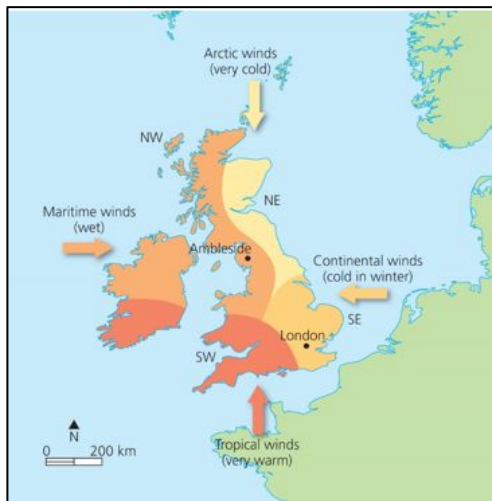 Arctic winds
(very cold)
NW
NE
Maritime winds
(wet)
Ambleside
Continental winds
(cold in winter)
SE
London
SW
N
0 200 km
Tropical winds
(very warm)